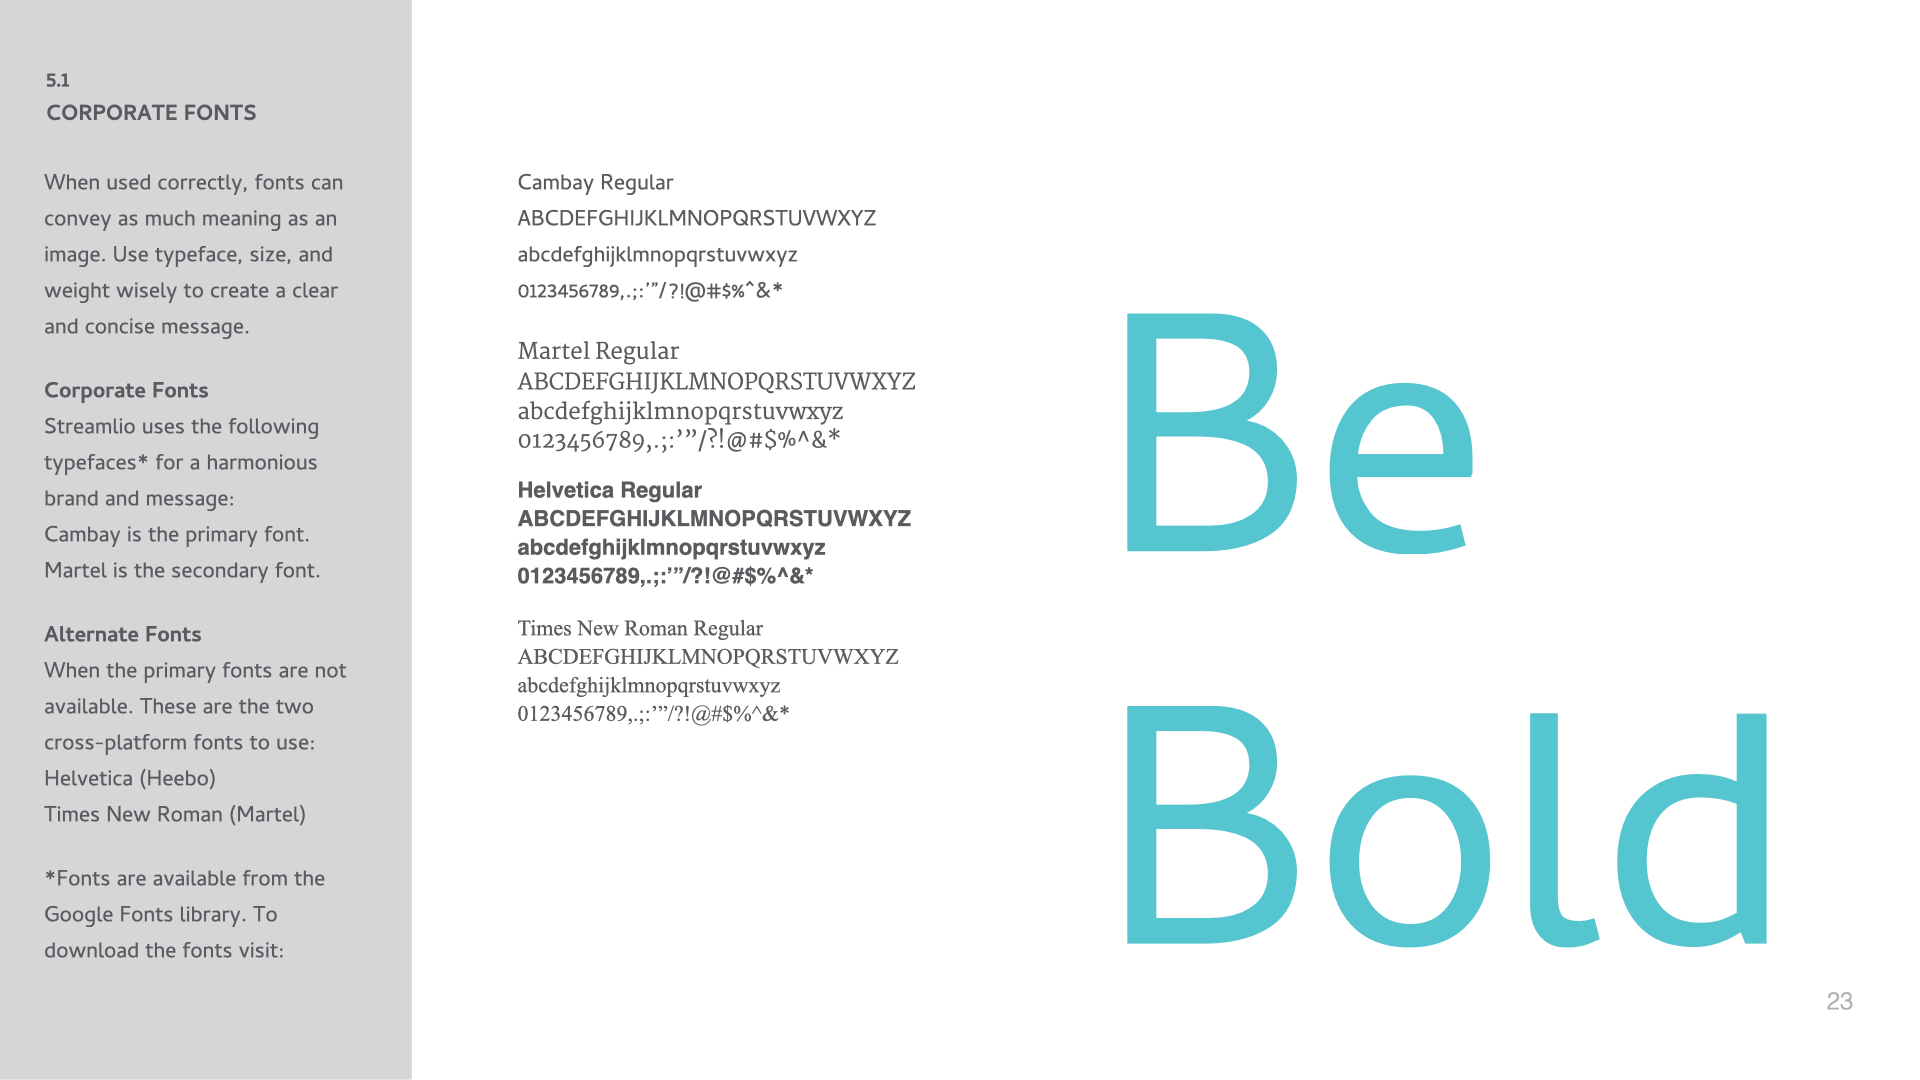 5.1
CORPORATE FONTS
When used correctly, fonts can
convey as much meaning as an
image. Use typeface, size, and
weight wisely to create a clear
and concise message.
Corporate Fonts
Streamlio uses the following
typefaces* for a harmonious
brand and message:
Cambay is the primary font.
Martel is the secondary font.
Alternate Fonts
When the primary fonts are not
available. These are the two
cross-platform fonts to use:
Helvetica (Heebo)
Times New Roman (Martel)
*Fonts are available from the
Google Fonts library. To
download the fonts visit:
Cambay Regular
ABCDEFGHIJKLMNOPQRSTUVWXYZ
abcdefghijklmnopqrstuvwxyz
0123456789,.;:’”/?!@#$%^&*
Martel Regular
ABCDEFGHIJKLMNOPQRSTUVWXYZ
abcdefghijklmnopqrstuvwxyz
0123456789,.;:’”/?!@#$%^&*
Helvetica Regular
ABCDEFGHIJKLMNOPQRSTUVWXYZ
abcdefghijklmnopqrstuvwxyz
0123456789,.;:’”/?!@#$%^&*
Times New Roman Regular
ABCDEFGHIJKLMNOPQRSTUVWXYZ
abcdefghijklmnopqrstuvwxyz
0123456789,.;:’”/?!@#$%^&*
Be
Bold
23